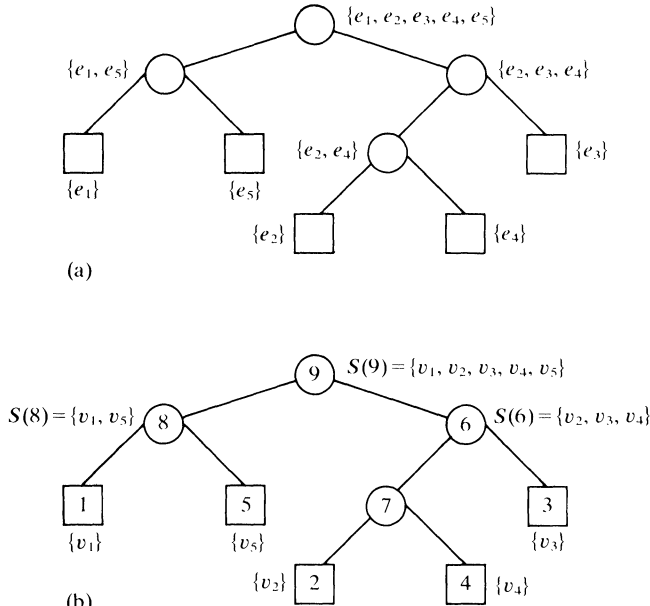 {e₁, e₂, e₃, e₄, e₅}
{e₁, e₅}
{e₂, e₃, e₄}
{e₂, e₄}
{e₃}
{e₁}
{e₅}
{e₂}
{e₄}
(a)
9
S(9) = {v₁, v₂, v₃, v₄, v₅}
S(8) = {v₁, v₅}
8
6
S(6) = {v₂, v₃, v₄}
1
5
7
3
{v₁}
{v₅}
{v₃}
{v₂}
2
4
{v₄}
(b)